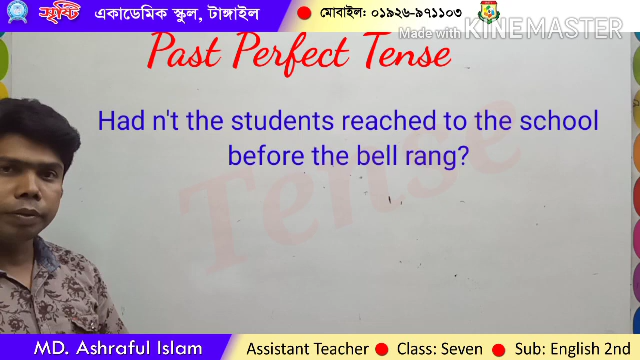 সৃষ্টি একাডেমিক স্কুল, টাঙ্গাইল মোবাইল: ০১৯২৬-৯৭১১০৩
Made with KINEMASTER
Past Perfect Tense
Had n't the students reached to the school
before the bell rang?
Tense
MD. Ashraful Islam Assistant Teacher Class: Seven Sub: English 2nd